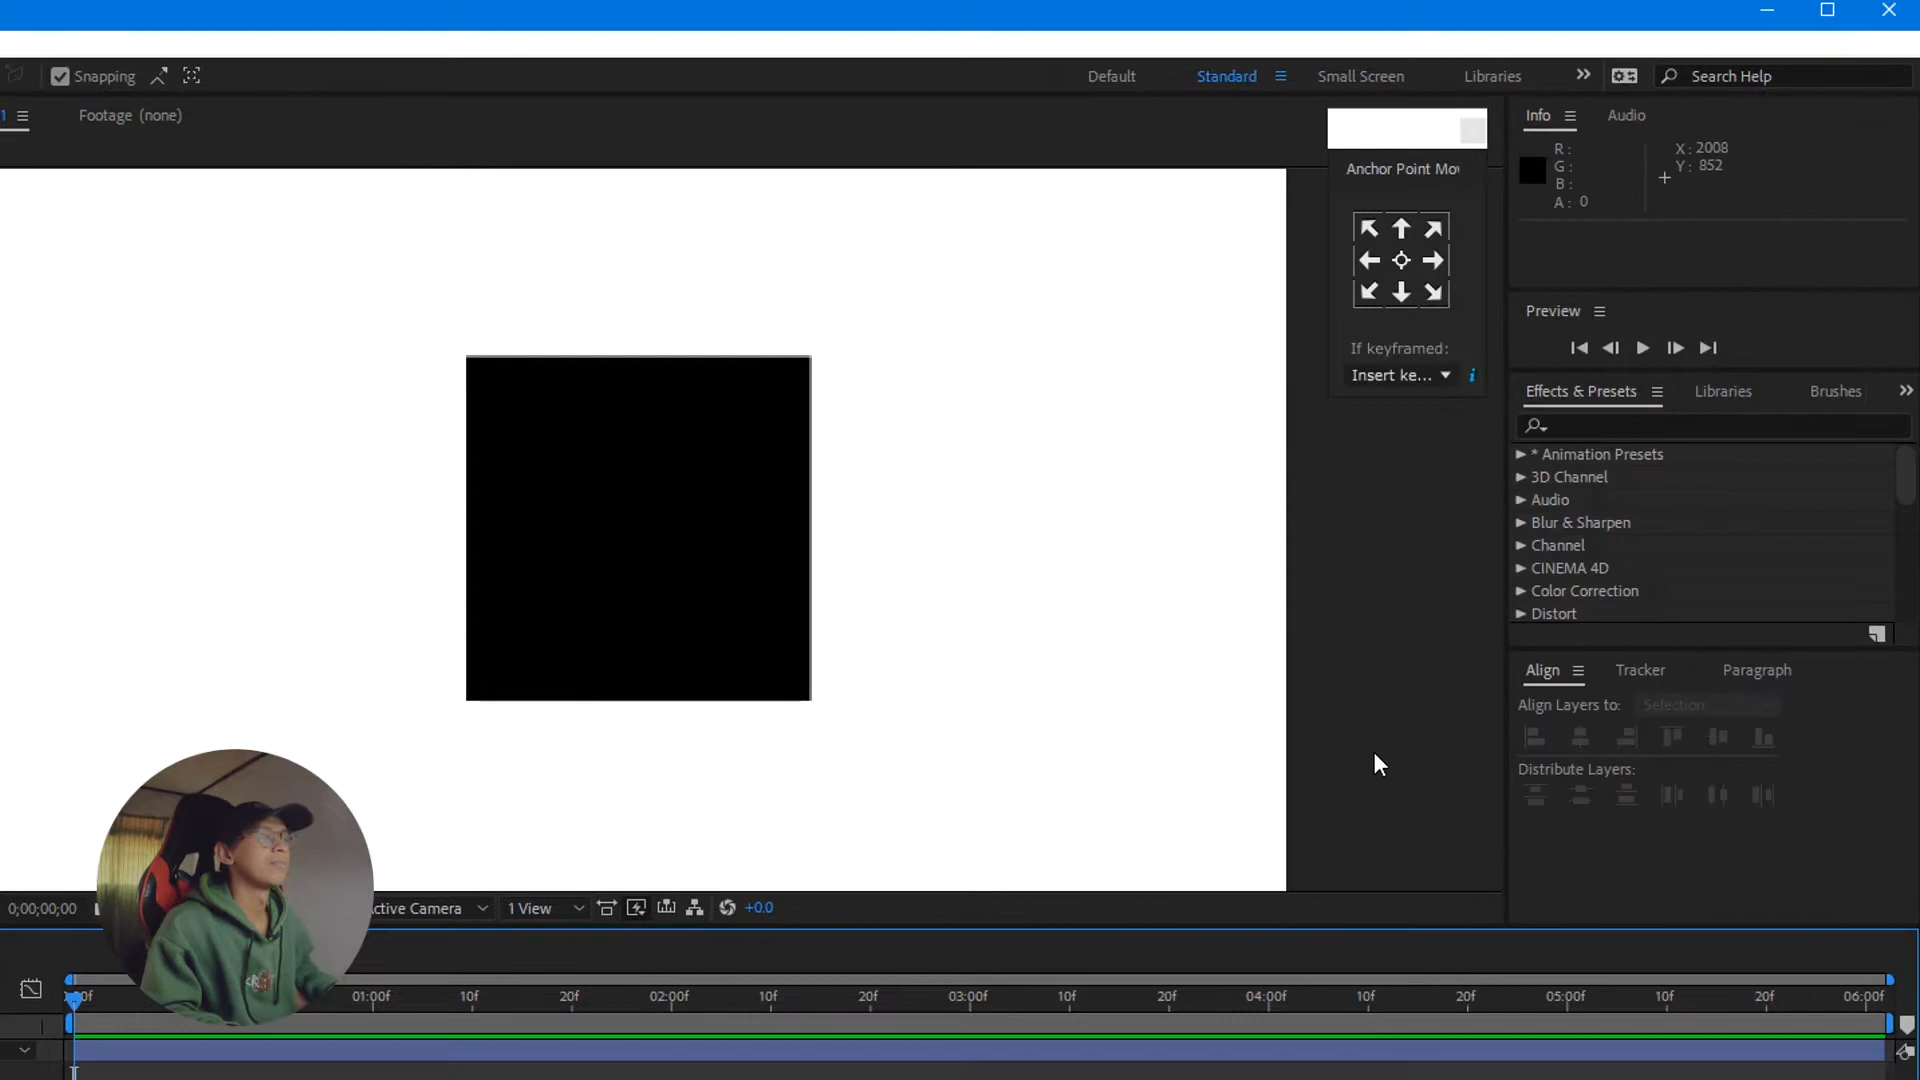 Snapping
Default
Standard
Small Screen
Libraries
Search Help
1
Footage (none)
Info
Audio
R :
G :
B :
A : 0
X : 2008
Y : 852
Anchor Point Mov
If keyframed:
Insert ke...
i
Preview
Effects & Presets
Libraries
Brushes
* Animation Presets
3D Channel
Audio
Blur & Sharpen
Channel
CINEMA 4D
Color Correction
Distort
Align
Tracker
Paragraph
Align Layers to:
Selection
Distribute Layers:
0;00;00;00
Active Camera
1 View
+0.0
01:00f
10f
20f
02:00f
10f
20f
03:00f
10f
20f
04:00f
10f
20f
05:00f
10f
20f
06:00f